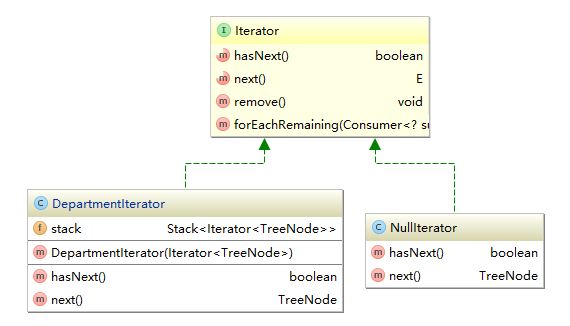 I Iterator
m hasNext() boolean
m next() E
m remove() void
m forEachRemaining(Consumer<? su
C DepartmentIterator
f stack Stack<Iterator<TreeNode>>
m DepartmentIterator(Iterator<TreeNode>)
m hasNext() boolean
m next() TreeNode
C NullIterator
m hasNext() boolean
m next() TreeNode